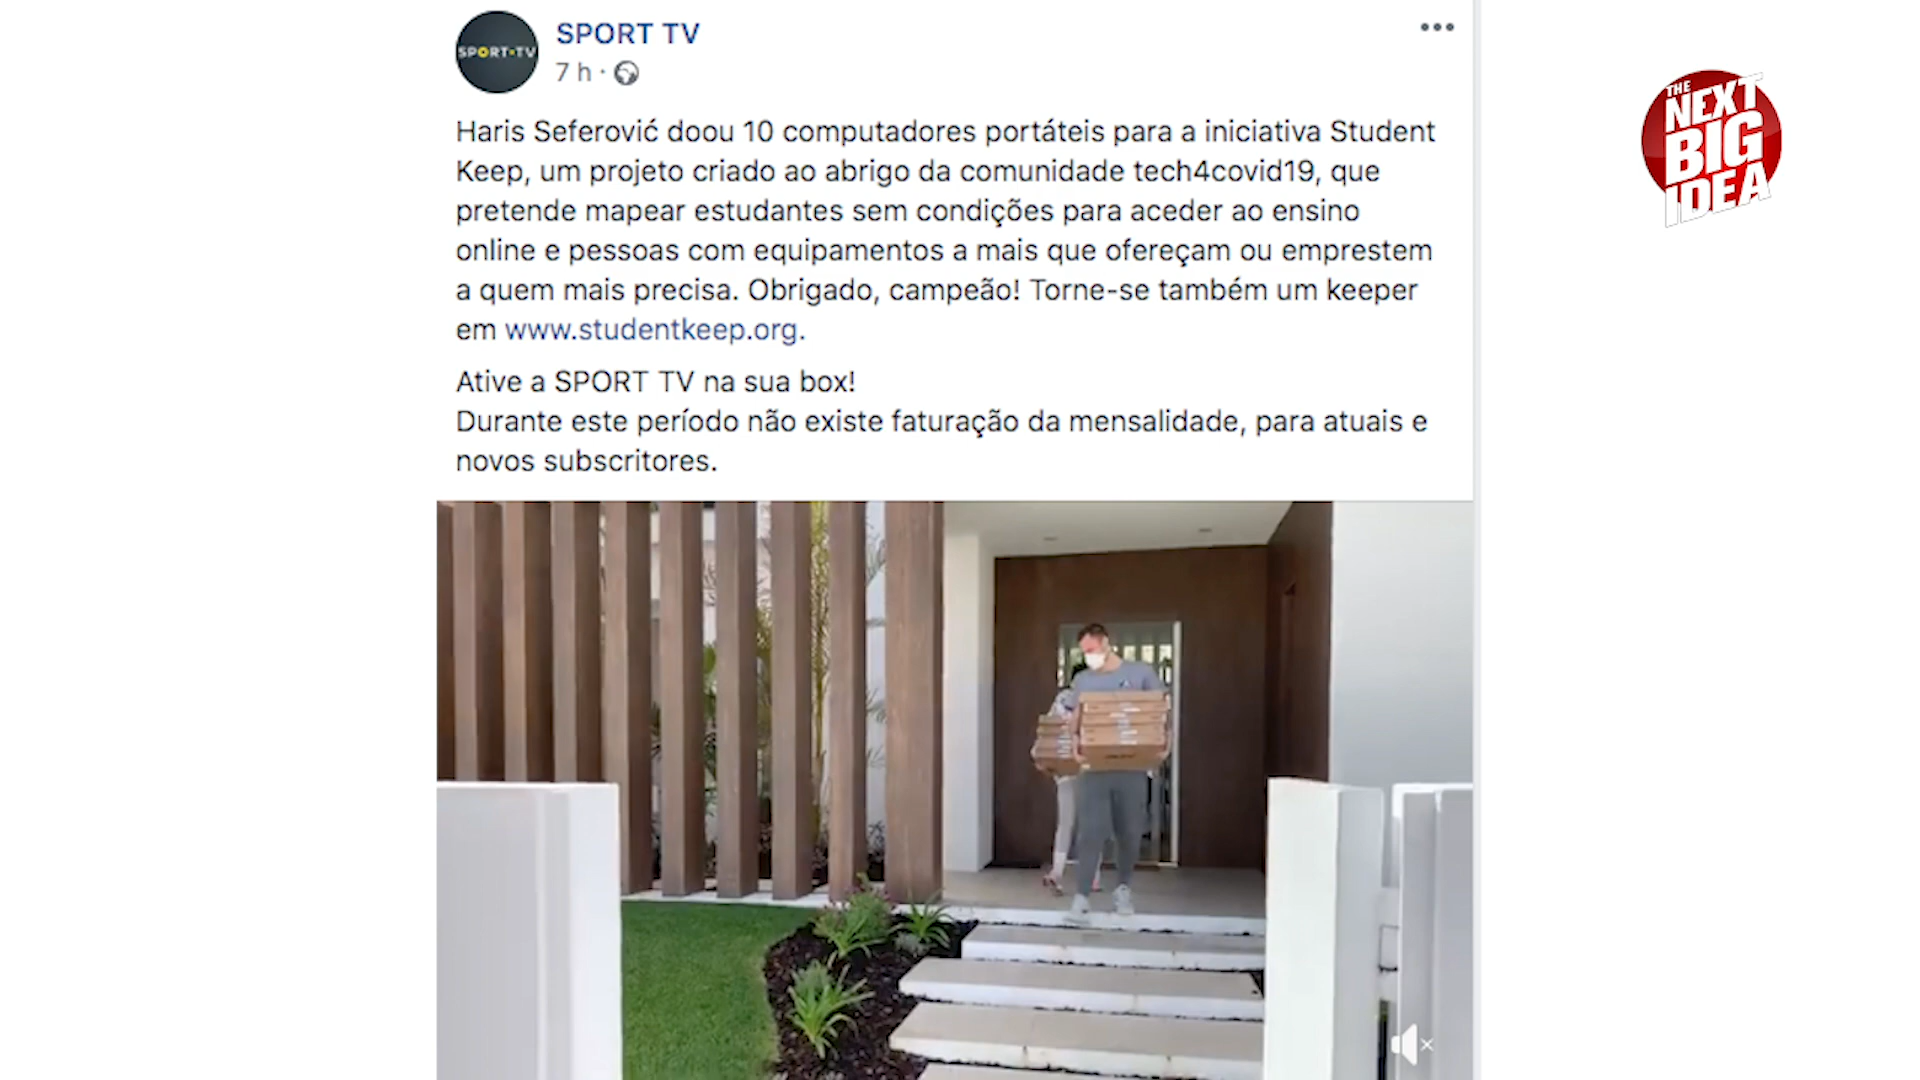 SPORT TV
SPORT•TV
7 h ·
Haris Seferović doou 10 computadores portáteis para a iniciativa Student
Keep, um projeto criado ao abrigo da comunidade tech4covid19, que
pretende mapear estudantes sem condições para aceder ao ensino
online e pessoas com equipamentos a mais que ofereçam ou emprestem
a quem mais precisa. Obrigado, campeão! Torne-se também um keeper
em www.studentkeep.org.
Ative a SPORT TV na sua box!
Durante este período não existe faturação da mensalidade, para atuais e
novos subscritores.
THE
NEXT
BIG
IDEA